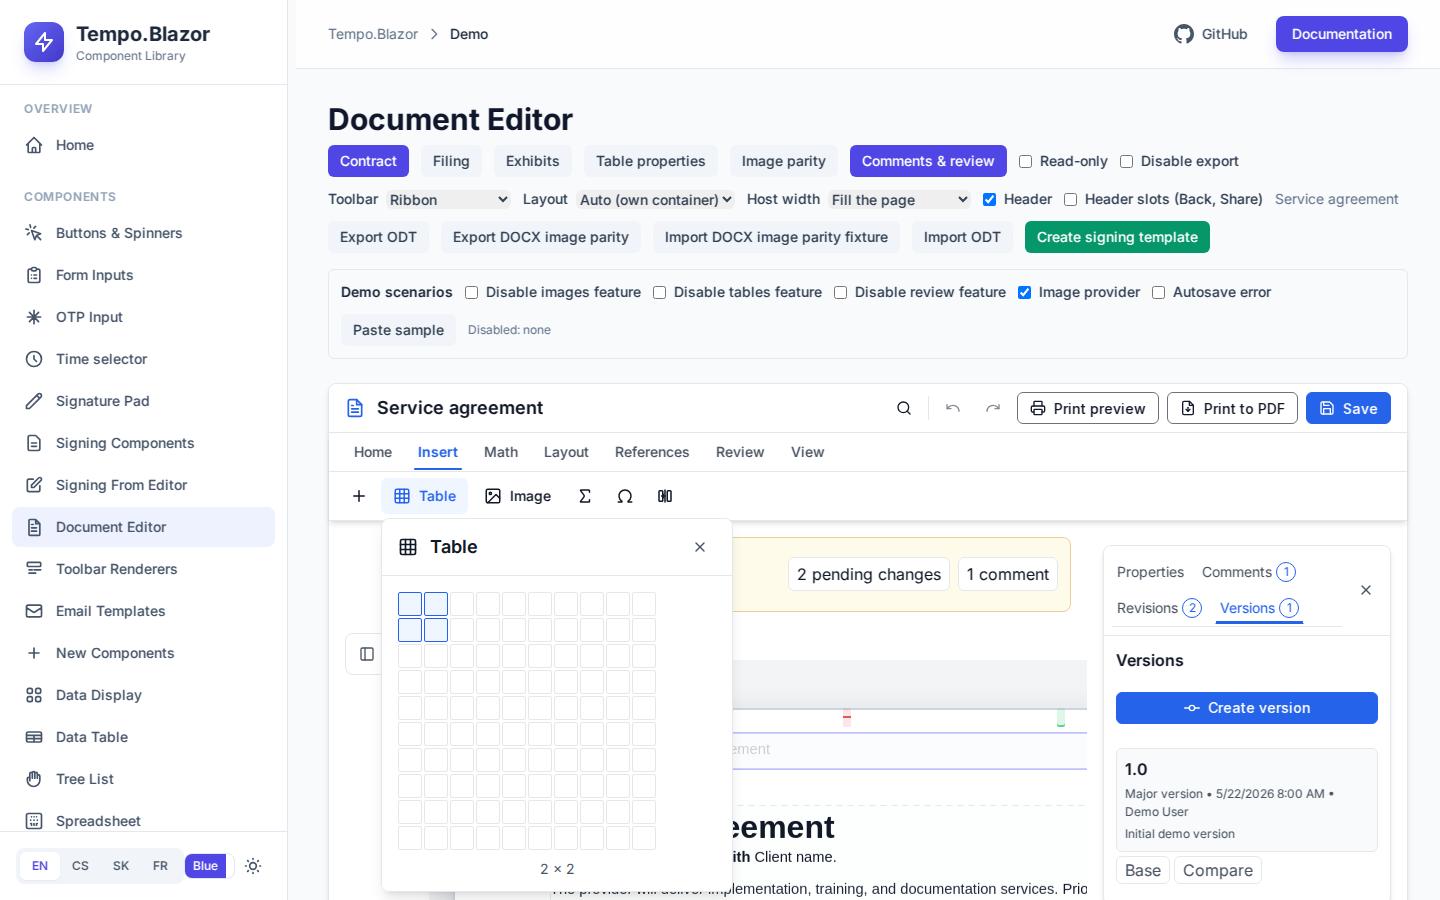 Tempo.Blazor
Component Library
OVERVIEW
Home
COMPONENTS
Buttons & Spinners
Form Inputs
OTP Input
Time selector
Signature Pad
Signing Components
Signing From Editor
Document Editor
Toolbar Renderers
Email Templates
New Components
Data Display
Data Table
Tree List
Spreadsheet
EN CS SK FR Blue
Tempo.Blazor Demo
GitHub Documentation
Document Editor
Contract Filing Exhibits Table properties Image parity Comments & review Read-only Disable export
Toolbar Ribbon Layout Auto (own container) Host width Fill the page Header Header slots (Back, Share) Service agreement
Export ODT Export DOCX image parity Import DOCX image parity fixture Import ODT Create signing template
Demo scenarios Disable images feature Disable tables feature Disable review feature Image provider Autosave error
Paste sample Disabled: none
Service agreement Print preview Print to PDF Save
Home Insert Math Layout References Review View
Table Image
Table
2 × 2
2 pending changes 1 comment
ement
eement
ith Client name.
The provider will deliver implementation, training, and documentation services. Prio
Properties Comments 1
Revisions 2 Versions 1
Versions
Create version
1.0
Major version • 5/22/2026 8:00 AM •
Demo User
Initial demo version
Base Compare